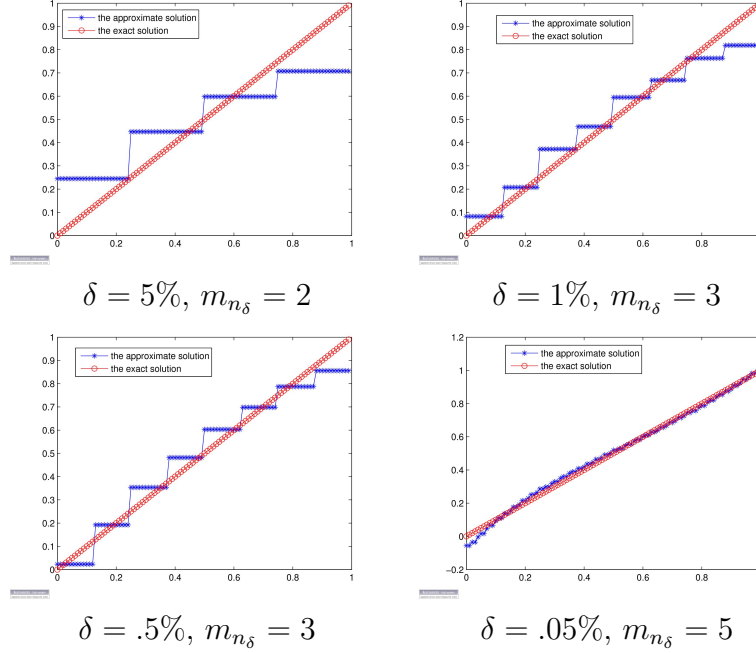 the approximate solution
the exact solution
1
0.9
0.8
0.7
0.6
0.5
0.4
0.3
0.2
0.1
0
0 0.2 0.4 0.6 0.8 1
δ = 5%, m_{n_δ} = 2
the approximate solution
the exact solution
1
0.9
0.8
0.7
0.6
0.5
0.4
0.3
0.2
0.1
0
0 0.2 0.4 0.6 0.8
δ = 1%, m_{n_δ} = 3
the approximate solution
the exact solution
1
0.9
0.8
0.7
0.6
0.5
0.4
0.3
0.2
0.1
0
0 0.2 0.4 0.6 0.8 1
δ = .5%, m_{n_δ} = 3
the approximate solution
the exact solution
1.2
1
0.8
0.6
0.4
0.2
0
−0.2
0 0.2 0.4 0.6 0.8
δ = .05%, m_{n_δ} = 5